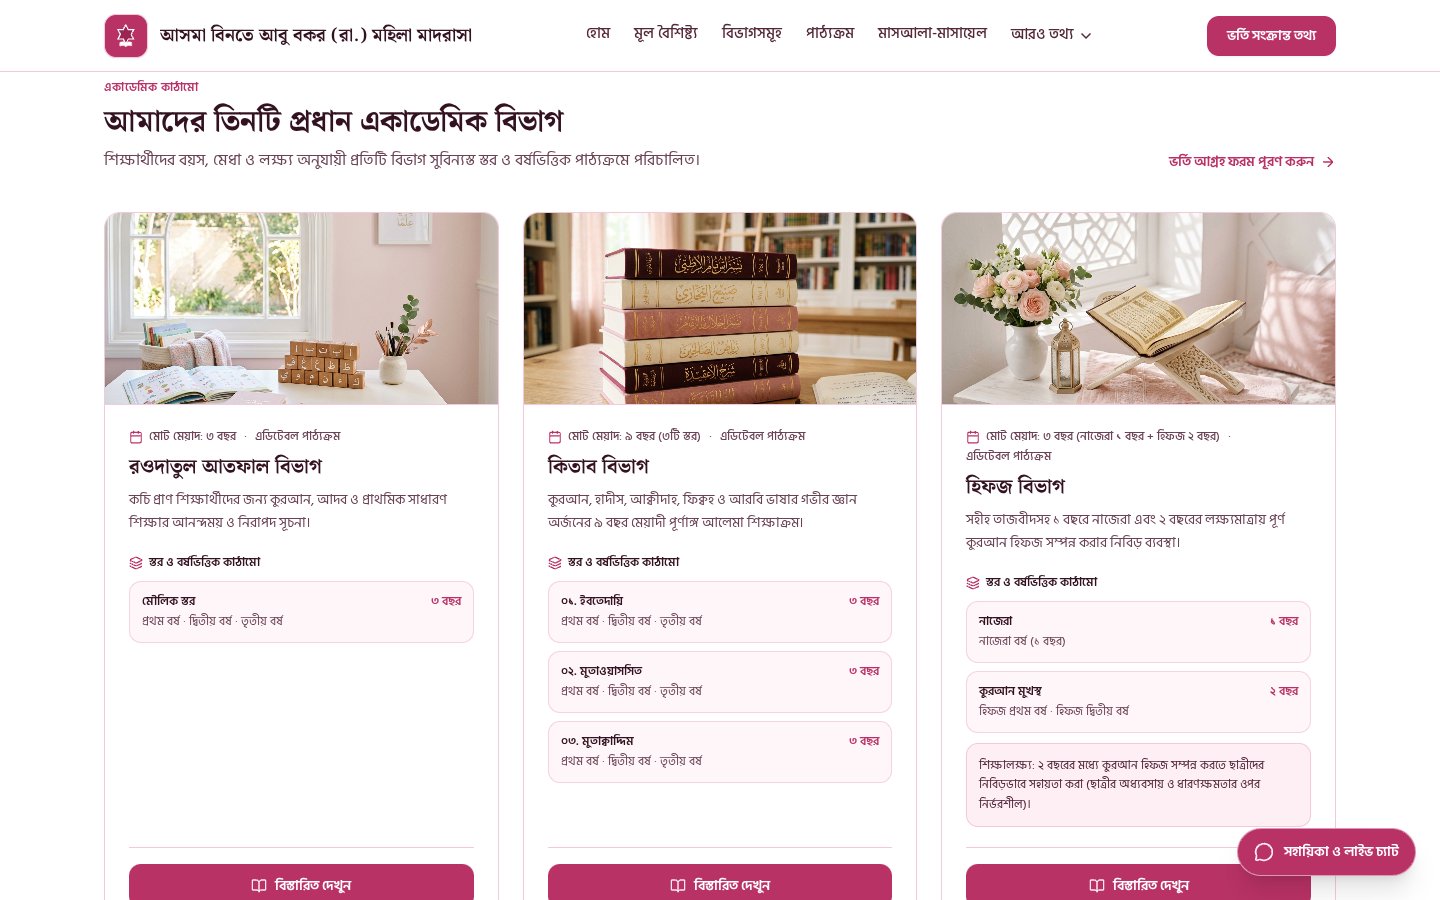 আসমা বিনতে আবু বকর (রা.) মহিলা মাদরাসা
হোম
মূল বৈশিষ্ট্য
বিভাগসমূহ
পাঠ্যক্রম
মাসআলা-মাসায়েল
আরও তথ্য
ভর্তি সংক্রান্ত তথ্য
একাডেমিক কাঠামো
আমাদের তিনটি প্রধান একাডেমিক বিভাগ
শিক্ষার্থীদের বয়স, মেধা ও লক্ষ্য অনুযায়ী প্রতিটি বিভাগ সুবিন্যস্ত স্তর ও বর্ষভিত্তিক পাঠ্যক্রমে পরিচালিত।
ভর্তি আগ্রহ ফরম পূরণ করুন
মোট মেয়াদ: ৩ বছর · এডিটেবল পাঠ্যক্রম
রওদাতুল আতফাল বিভাগ
কচি প্রাণ শিক্ষার্থীদের জন্য কুরআন, আদব ও প্রাথমিক সাধারণ
শিক্ষার আনন্দময় ও নিরাপদ সূচনা।
স্তর ও বর্ষভিত্তিক কাঠামো
মৌলিক স্তর
৩ বছর
প্রথম বর্ষ · দ্বিতীয় বর্ষ · তৃতীয় বর্ষ
বিস্তারিত দেখুন
মোট মেয়াদ: ৯ বছর (৩টি স্তর) · এডিটেবল পাঠ্যক্রম
কিতাব বিভাগ
কুরআন, হাদীস, আক্বীদাহ, ফিক্বহ ও আরবি ভাষার গভীর জ্ঞান
অর্জনের ৯ বছর মেয়াদী পূর্ণাঙ্গ আলেমা শিক্ষাক্রম।
স্তর ও বর্ষভিত্তিক কাঠামো
০১. ইবতেদায়ি
৩ বছর
প্রথম বর্ষ · দ্বিতীয় বর্ষ · তৃতীয় বর্ষ
০২. মুতাওয়াসসিত
৩ বছর
প্রথম বর্ষ · দ্বিতীয় বর্ষ · তৃতীয় বর্ষ
০৩. মুতাক্বাদ্দিম
৩ বছর
প্রথম বর্ষ · দ্বিতীয় বর্ষ · তৃতীয় বর্ষ
বিস্তারিত দেখুন
মোট মেয়াদ: ৩ বছর (নাজেরা ১ বছর + হিফজ ২ বছর) ·
এডিটেবল পাঠ্যক্রম
হিফজ বিভাগ
সহীহ তাজবীদসহ ১ বছরে নাজেরা এবং ২ বছরের লক্ষ্যমাত্রায় পূর্ণ
কুরআন হিফজ সম্পন্ন করার নিবিড় ব্যবস্থা।
স্তর ও বর্ষভিত্তিক কাঠামো
নাজেরা
১ বছর
নাজেরা বর্ষ (১ বছর)
কুরআন মুখস্থ
২ বছর
হিফজ প্রথম বর্ষ · হিফজ দ্বিতীয় বর্ষ
শিক্ষালক্ষ্য: ২ বছরের মধ্যে কুরআন হিফজ সম্পন্ন করতে ছাত্রীদের
নিবিড়ভাবে সহায়তা করা (ছাত্রীর অধ্যবসায় ও ধারণক্ষমতার ওপর
নির্ভরশীল)।
বিস্তারিত দেখুন
সহায়িকা ও লাইভ চ্যাট